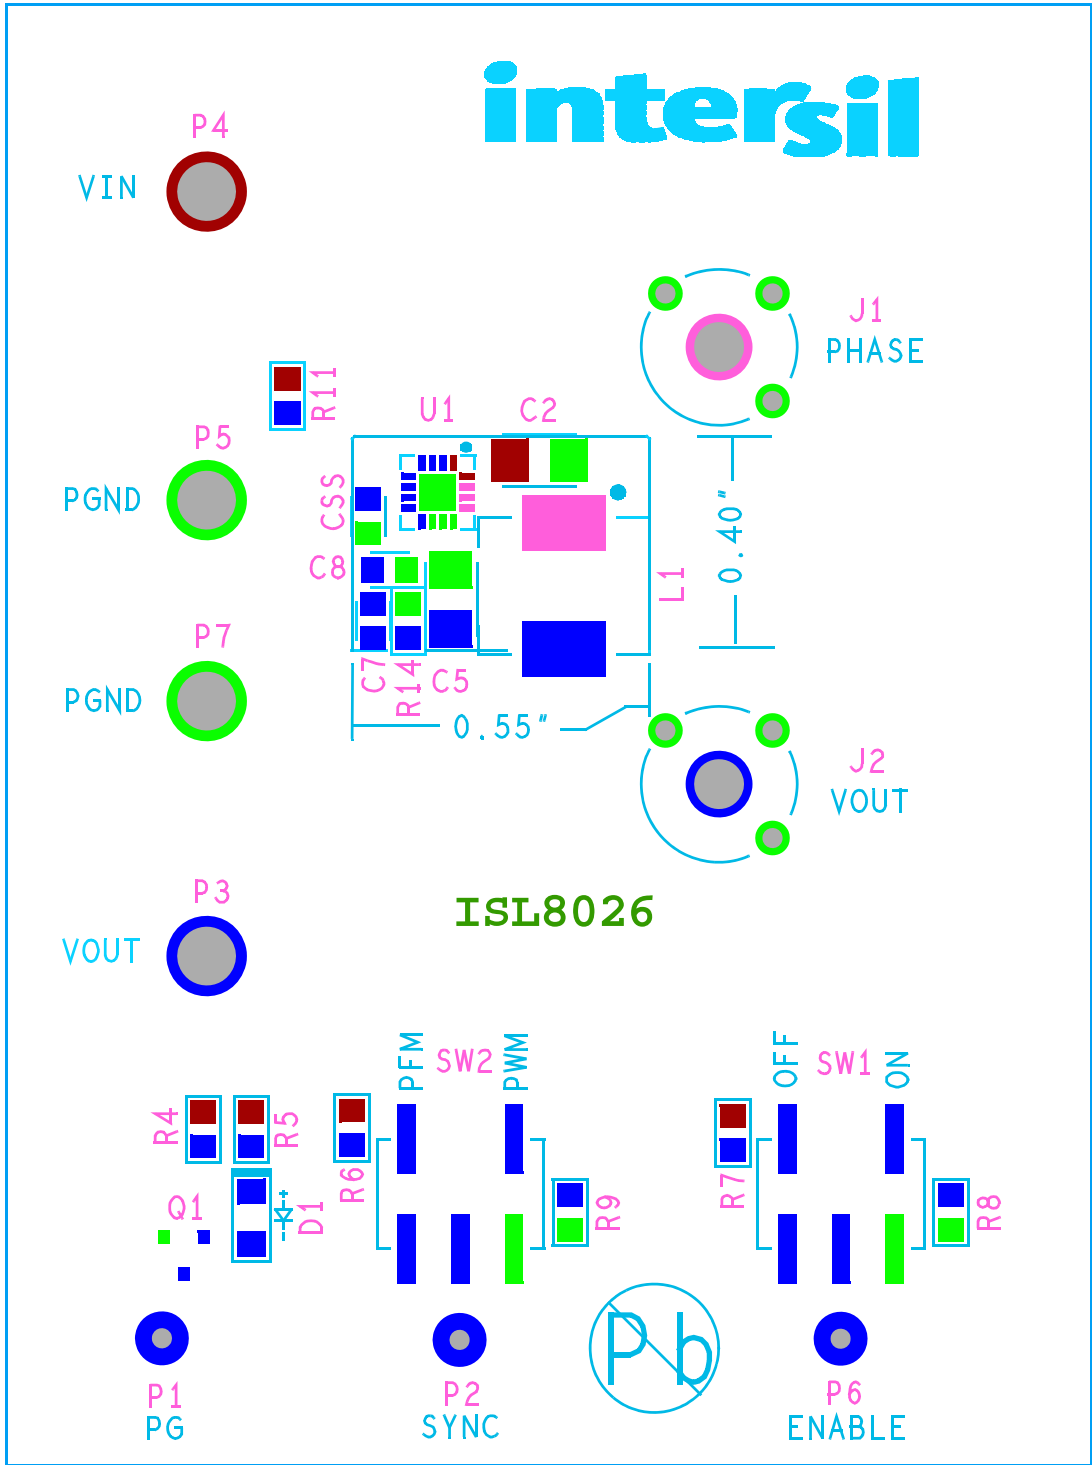 intersil
P4
VIN
J1
PHASE
R11
U1
C2
P5
PGND
CSS
0.40"
C8
L1
P7
PGND
C7
R14
C5
0.55"
J2
VOUT
P3
ISL8026
VOUT
PFM
SW2
PWM
OFF
SW1
ON
R4
R5
R6
R7
Q1
D1
R9
R8
Pb
P1
PG
P2
SYNC
P6
ENABLE